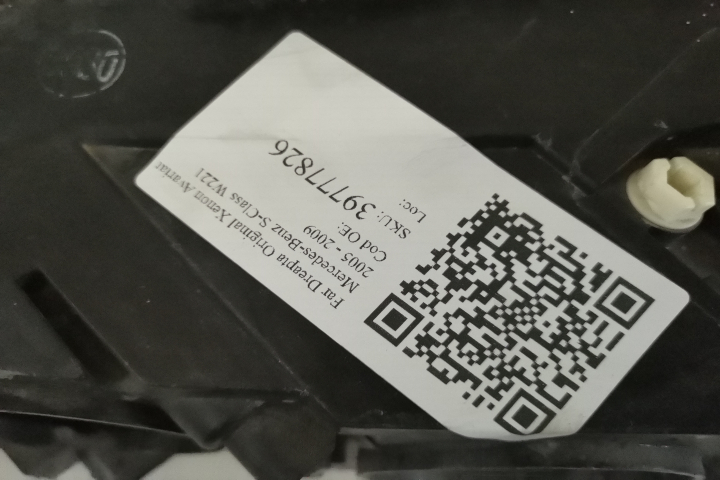 Far Dreapta Original Xenon Avariat
Mercedes-Benz S-Class W221
2005 - 2009
Cod OE:
SKU: 39777826
Loc: